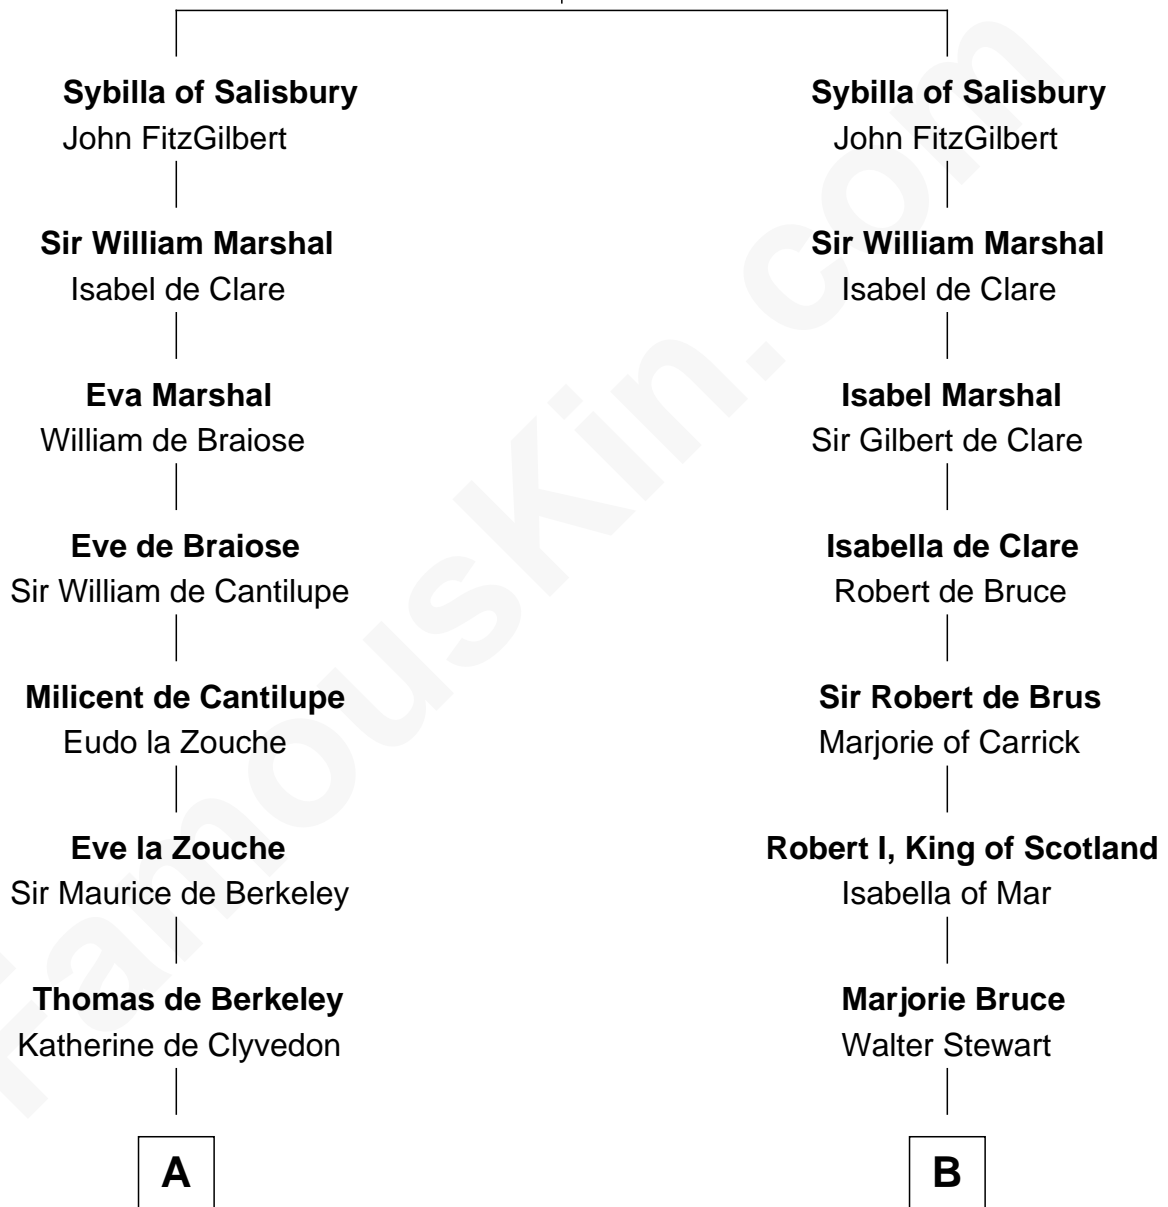 Sybilla of Salisbury
John FitzGilbert
Sir William Marshal
Isabel de Clare
Eva Marshal
William de Braiose
Eve de Braiose
Sir William de Cantilupe
Milicent de Cantilupe
Eudo la Zouche
Eve la Zouche
Sir Maurice de Berkeley
Thomas de Berkeley
Katherine de Clyvedon
A
Sybilla of Salisbury
John FitzGilbert
Sir William Marshal
Isabel de Clare
Isabel Marshal
Sir Gilbert de Clare
Isabella de Clare
Robert de Bruce
Sir Robert de Brus
Marjorie of Carrick
Robert I, King of Scotland
Isabella of Mar
Marjorie Bruce
Walter Stewart
B
FamousKin.com